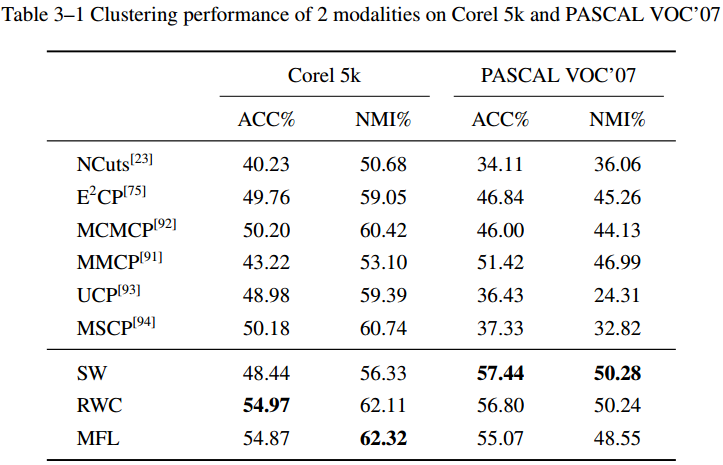 Table 3–1 Clustering performance of 2 modalities on Corel 5k and PASCAL VOC’07
Corel 5k PASCAL VOC’07
ACC% NMI% ACC% NMI%
NCuts[23] 40.23 50.68 34.11 36.06
E²CP[75] 49.76 59.05 46.84 45.26
MCMCP[92] 50.20 60.42 46.00 44.13
MMCP[91] 43.22 53.10 51.42 46.99
UCP[93] 48.98 59.39 36.43 24.31
MSCP[94] 50.18 60.74 37.33 32.82
SW 48.44 56.33 57.44 50.28
RWC 54.97 62.11 56.80 50.24
MFL 54.87 62.32 55.07 48.55